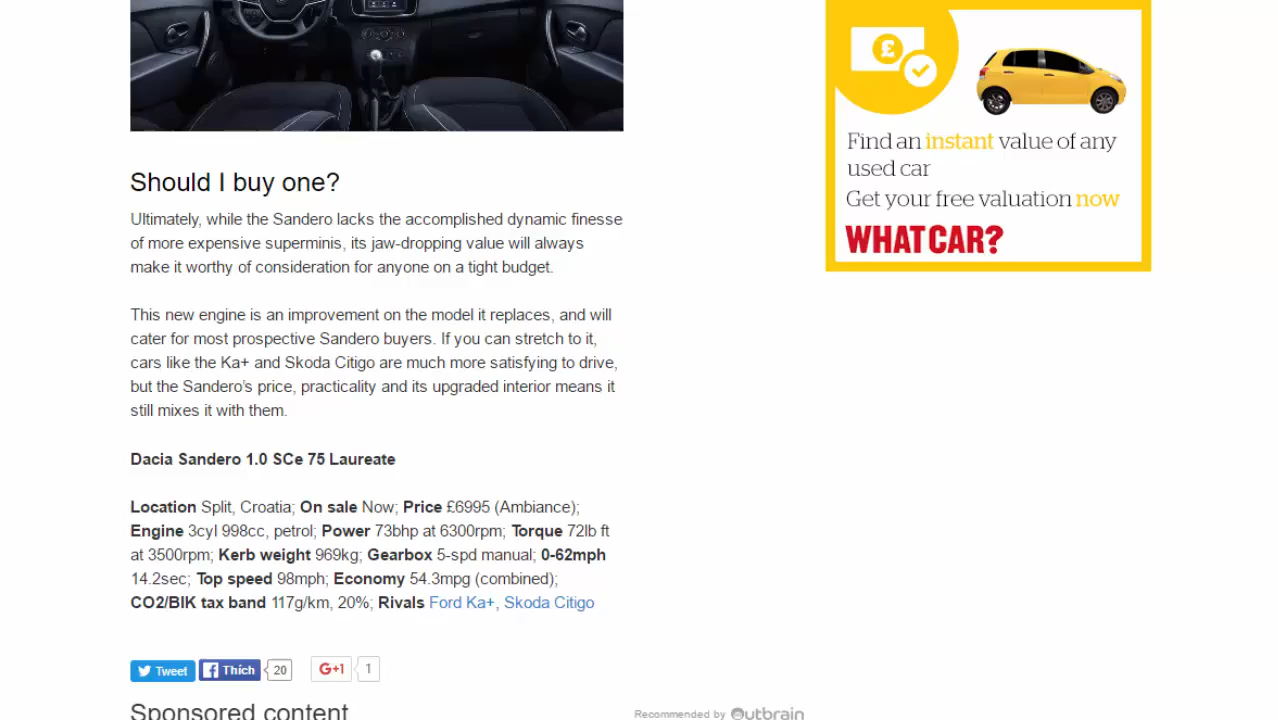 Should I buy one?
Ultimately, while the Sandero lacks the accomplished dynamic finesse
of more expensive superminis, its jaw-dropping value will always
make it worthy of consideration for anyone on a tight budget.
This new engine is an improvement on the model it replaces, and will
cater for most prospective Sandero buyers. If you can stretch to it,
cars like the Ka+ and Skoda Citigo are much more satisfying to drive,
but the Sandero's price, practicality and its upgraded interior means it
still mixes it with them.
Dacia Sandero 1.0 SCe 75 Laureate
Location Split, Croatia; On sale Now; Price £6995 (Ambiance);
Engine 3cyl 998cc, petrol; Power 73bhp at 6300rpm; Torque 72lb ft
at 3500rpm; Kerb weight 969kg; Gearbox 5-spd manual; 0-62mph
14.2sec; Top speed 98mph; Economy 54.3mpg (combined);
CO2/BIK tax band 117g/km, 20%; Rivals Ford Ka+, Skoda Citigo
Tweet Thích 20 G+1 1
Sponsored content
Recommended by Outbrain
£
Find an instant value of any
used car
Get your free valuation now
WHAT CAR?